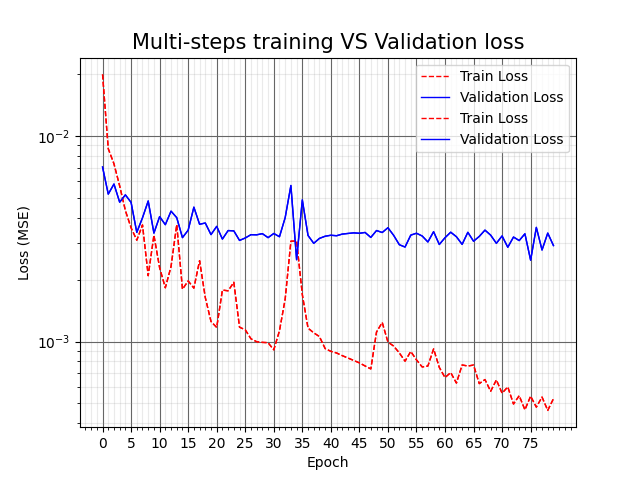 Multi-steps training VS Validation loss
Train Loss
Validation Loss
Train Loss
Validation Loss
10⁻²
10⁻³
Loss (MSE)
0 5 10 15 20 25 30 35 40 45 50 55 60 65 70 75
Epoch